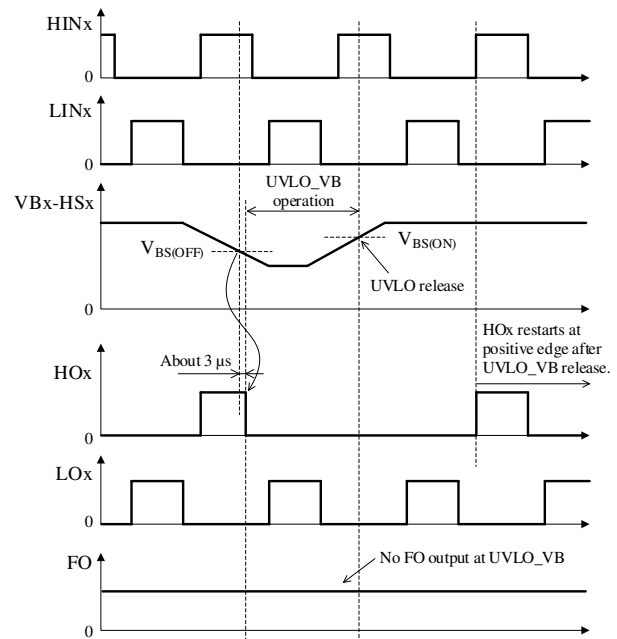 HINx
0
LINx
0
UVLO_VB
operation
VBx-HSx
VBS(OFF)
VBS(ON)
UVLO release
0
HOx restarts at
positive edge after
UVLO_VB release.
About 3 µs
HOx
0
LOx
0
FO
No FO output at UVLO_VB
0